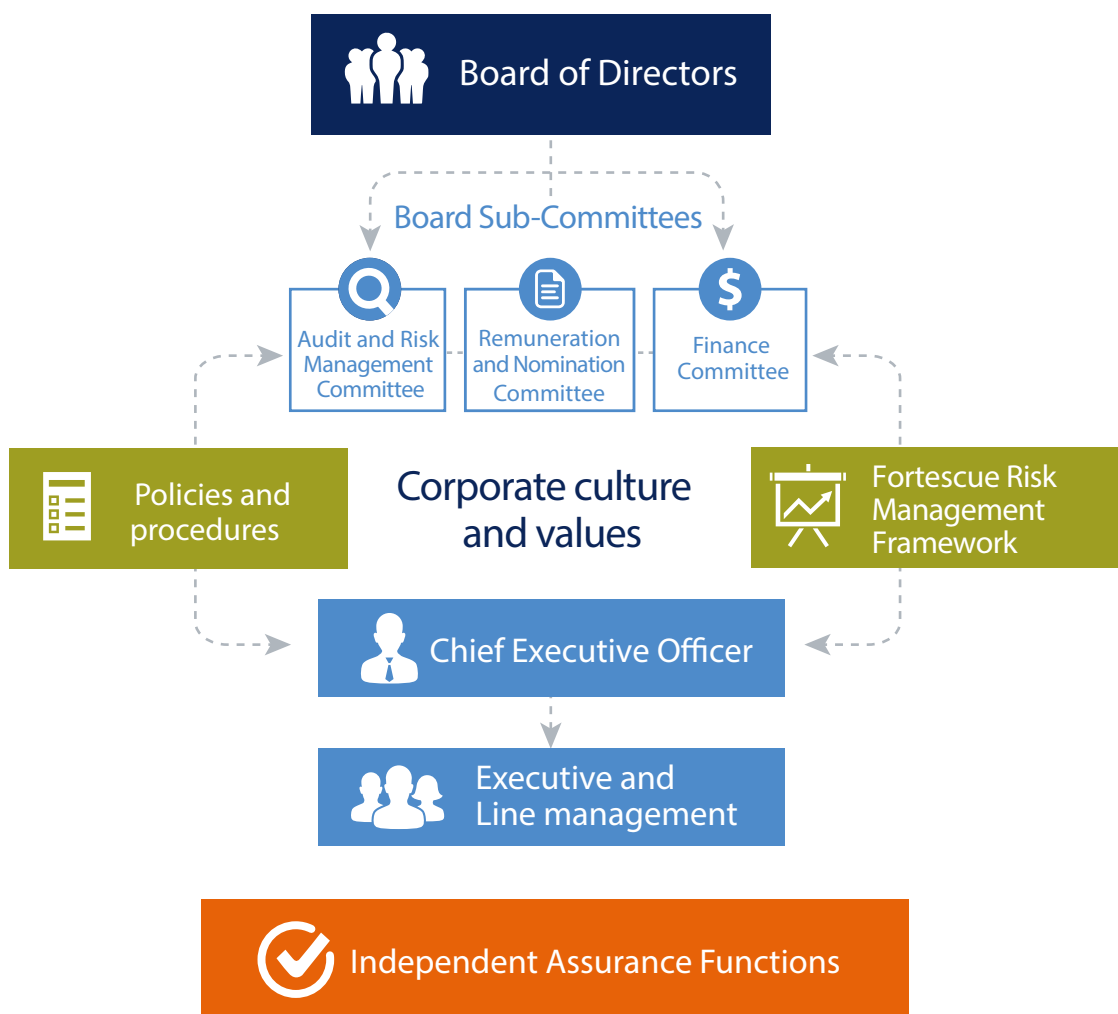 Board of Directors
Board Sub-Committees
$
Audit and Risk
Management
Committee
Remuneration
and Nomination
Committee
Finance
Committee
Policies and
procedures
Corporate culture
and values
Fortescue Risk
Management
Framework
Chief Executive Officer
Executive and
Line management
Independent Assurance Functions